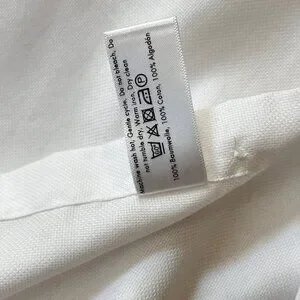 Machine wash hot, Gentle cycle, Do not bleach, Do
not tumble dry, Warm iron, Dry clean
100% Baumwolle, 100% Coton, 100% Algodón